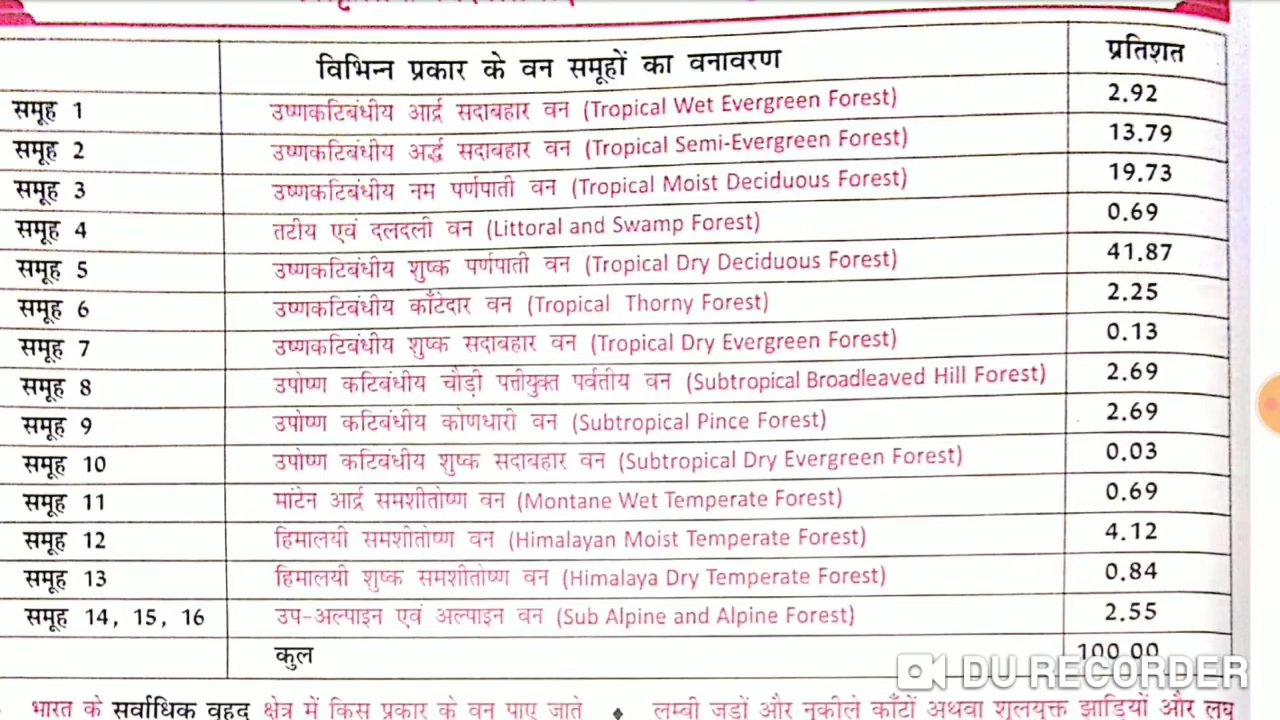 विभिन्न प्रकार के वन समूहों का वनावरण प्रतिशत
समूह 1 उष्णकटिबंधीय आर्द्र सदाबहार वन (Tropical Wet Evergreen Forest) 2.92
समूह 2 उष्णकटिबंधीय अर्द्ध सदाबहार वन (Tropical Semi-Evergreen Forest) 13.79
समूह 3 उष्णकटिबंधीय नम पर्णपाती वन (Tropical Moist Deciduous Forest) 19.73
समूह 4 तटीय एवं दलदली वन (Littoral and Swamp Forest) 0.69
समूह 5 उष्णकटिबंधीय शुष्क पर्णपाती वन (Tropical Dry Deciduous Forest) 41.87
समूह 6 उष्णकटिबंधीय काँटेदार वन (Tropical Thorny Forest) 2.25
समूह 7 उष्णकटिबंधीय शुष्क सदाबहार वन (Tropical Dry Evergreen Forest) 0.13
समूह 8 उपोष्ण कटिबंधीय चौड़ी पत्तीयुक्त पर्वतीय वन (Subtropical Broadleaved Hill Forest) 2.69
समूह 9 उपोष्ण कटिबंधीय कोणधारी वन (Subtropical Pince Forest) 2.69
समूह 10 उपोष्ण कटिबंधीय शुष्क सदाबहार वन (Subtropical Dry Evergreen Forest) 0.03
समूह 11 मांटेन आर्द्र समशीतोष्ण वन (Montane Wet Temperate Forest) 0.69
समूह 12 हिमालयी समशीतोष्ण वन (Himalayan Moist Temperate Forest) 4.12
समूह 13 हिमालयी शुष्क समशीतोष्ण वन (Himalaya Dry Temperate Forest) 0.84
समूह 14, 15, 16 उप-अल्पाइन एवं अल्पाइन वन (Sub Alpine and Alpine Forest) 2.55
कुल 100.00
DU RECORDER
भारत के सर्वाधिक वृहद क्षेत्र में किस प्रकार के वन पाए जाते
♦ लम्बी जड़ों और नुकीले काँटों अथवा शूलयुक्त झाड़ियों और लघु